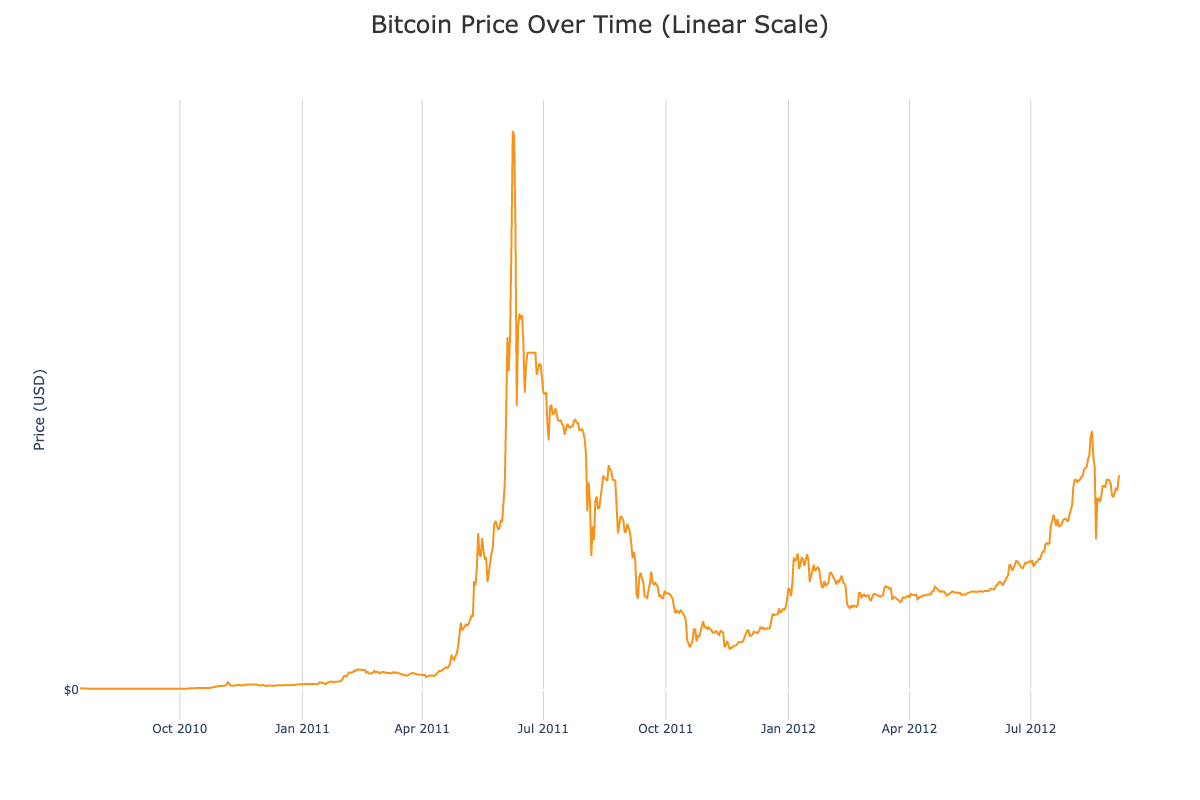 Bitcoin Price Over Time (Linear Scale)
Price (USD)
$0
Oct 2010
Jan 2011
Apr 2011
Jul 2011
Oct 2011
Jan 2012
Apr 2012
Jul 2012